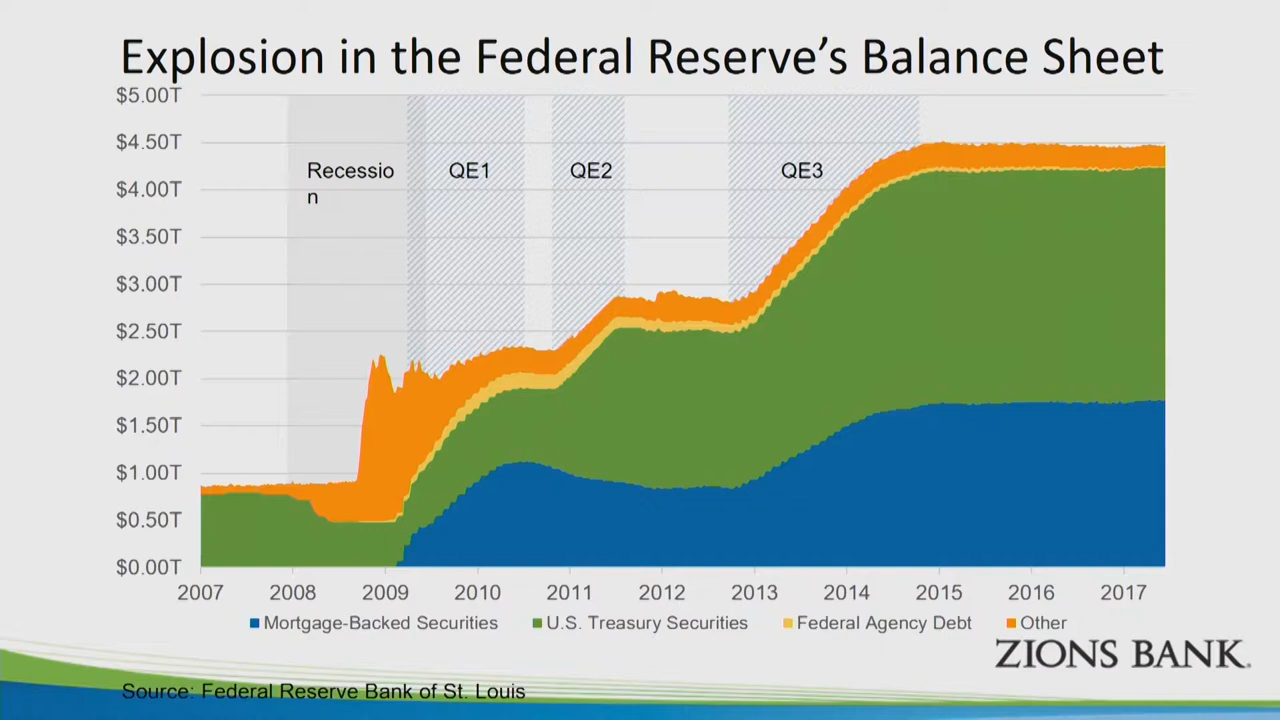 Explosion in the Federal Reserve's Balance Sheet
$5.00T
$4.50T
$4.00T
$3.50T
$3.00T
$2.50T
$2.00T
$1.50T
$1.00T
$0.50T
$0.00T
Recessio
n
QE1
QE2
QE3
2007 2008 2009 2010 2011 2012 2013 2014 2015 2016 2017
Mortgage-Backed Securities U.S. Treasury Securities Federal Agency Debt Other
ZIONS BANK.
Source: Federal Reserve Bank of St. Louis